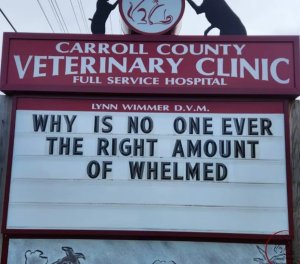 CARROLL COUNTY
VETERINARY CLINIC
FULL SERVICE HOSPITAL
LYNN WIMMER D.V.M.
WHY IS NO ONE EVER
THE RIGHT AMOUNT
OF WHELMED